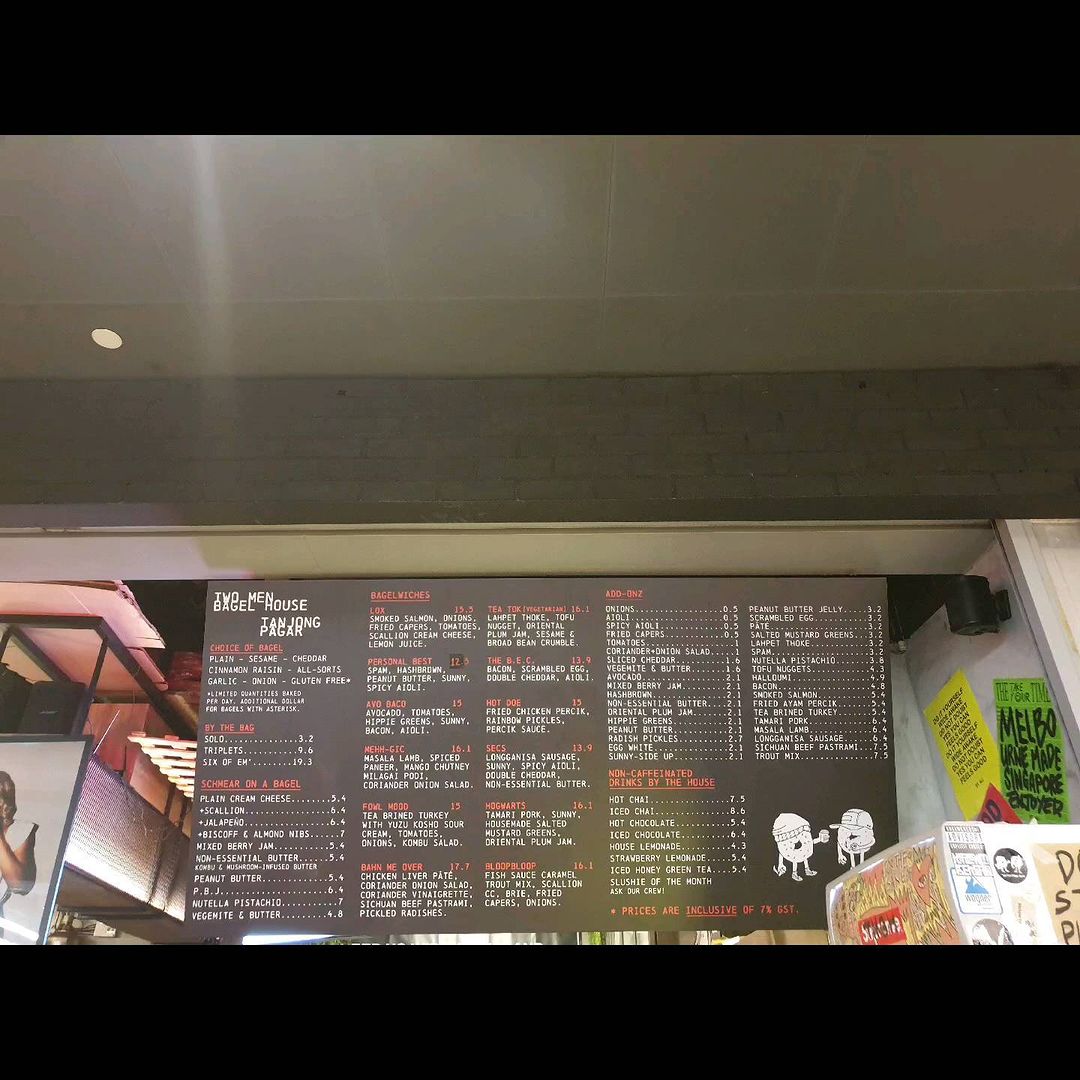 TWO MEN
BAGEL HOUSE
TANJONG
PAGAR
CHOICE OF BAGEL
PLAIN - SESAME - CHEDDAR
CINNAMON RAISIN - ALL-SORTS
GARLIC - ONION - GLUTEN FREE*
*LIMITED QUANTITIES BAKED
PER DAY. ADDITIONAL DOLLAR
FOR BAGELS WITH ASTERISK.
BY THE BAG
SOLO...............3.2
TRIPLETS...........9.6
SIX OF EM'........19.3
SCHMEAR ON A BAGEL
PLAIN CREAM CHEESE........5.4
+SCALLION.................6.4
+JALAPEÑO.................6.4
+BISCOFF & ALMOND NIBS......7
MIXED BERRY JAM...........5.4
NON-ESSENTIAL BUTTER......5.4
KOMBU & MUSHROOM-INFUSED BUTTER
PEANUT BUTTER.............5.4
P.B.J.....................6.4
NUTELLA PISTACHIO...........7
VEGEMITE & BUTTER.........4.8
BAGELWICHES
LOX 15.5
SMOKED SALMON, ONIONS,
FRIED CAPERS, TOMATOES,
SCALLION CREAM CHEESE,
LEMON JUICE.
PERSONAL BEST
SPAM, HASHBROWN,
PEANUT BUTTER, SUNNY,
SPICY AIOLI.
AVO BACO 15
AVOCADO, TOMATOES,
HIPPIE GREENS, SUNNY,
BACON, AIOLI.
MEHH-GIC 16.1
MASALA LAMB, SPICED
PANEER, MANGO CHUTNEY
MILAGAI PODI,
CORIANDER ONION SALAD.
FOWL MOOD 15
TEA BRINED TURKEY
WITH YUZU KOSHO SOUR
CREAM, TOMATOES,
ONIONS, KOMBU SALAD.
BAHN ME OVER 17.7
CHICKEN LIVER PÂTÉ,
CORIANDER ONION SALAD,
CORIANDER VINAIGRETTE,
SICHUAN BEEF PASTRAMI,
PICKLED RADISHES.
TEA TOK[VEGETARIAN] 16.1
LAHPET THOKE, TOFU
NUGGET, ORIENTAL
PLUM JAM, SESAME &
BROAD BEAN CRUMBLE.
THE B.E.C. 13.9
BACON, SCRAMBLED EGG,
DOUBLE CHEDDAR, AIOLI.
HOT DOE 15
FRIED CHICKEN PERCIK,
RAINBOW PICKLES,
PERCIK SAUCE.
SECS 13.9
LONGGANISA SAUSAGE,
SUNNY, SPICY AIOLI,
DOUBLE CHEDDAR,
NON-ESSENTIAL BUTTER.
HOGWARTS 16.1
TAMARI PORK, SUNNY,
HOUSEMADE SALTED
MUSTARD GREENS,
ORIENTAL PLUM JAM.
BLOOPBLOOP 16.1
FISH SAUCE CARAMEL
TROUT MIX, SCALLION
CC, BRIE, FRIED
CAPERS, ONIONS.
ADD-ONZ
ONIONS..................0.5
AIOLI...................0.5
SPICY AIOLI.............0.5
FRIED CAPERS............0.5
TOMATOES..................1
CORIANDER+ONION SALAD.....1
SLICED CHEDDAR..........1.6
VEGEMITE & BUTTER.......1.6
AVOCADO.................2.1
MIXED BERRY JAM.........2.1
HASHBROWN...............2.1
NON-ESSENTIAL BUTTER....2.1
ORIENTAL PLUM JAM.......2.1
HIPPIE GREENS...........2.1
PEANUT BUTTER...........2.1
RADISH PICKLES..........2.7
EGG WHITE...............2.1
SUNNY-SIDE UP...........2.1
PEANUT BUTTER JELLY....3.2
SCRAMBLED EGG..........3.2
PÂTE...................3.2
SALTED MUSTARD GREENS..3.2
LAHPET THOKE...........3.2
SPAM...................3.2
NUTELLA PISTACHIO......3.8
TOFU NUGGETS...........4.3
HALLOUMI...............4.9
BACON..................4.8
SMOKED SALMON..........5.4
FRIED AYAM PERCIK......5.4
TEA BRINED TURKEY......5.4
TAMARI PORK............6.4
MASALA LAMB............6.4
LONGGANISA SAUSAGE.....6.4
SICHUAN BEEF PASTRAMI..7.5
TROUT MIX..............7.5
NON-CAFFEINATED
DRINKS BY THE HOUSE
HOT CHAI................7.5
ICED CHAI...............8.6
HOT CHOCOLATE...........5.4
ICED CHOCOLATE..........6.4
HOUSE LEMONADE..........4.3
STRAWBERRY LEMONADE.....5.4
ICED HONEY GREEN TEA....5.4
SLUSHIE OF THE MONTH
ASK OUR CREW!
* PRICES ARE INCLUSIVE OF 7% GST.
YOUR TIME
MELBO
URNE MADE
SINGAPORE
ENJOYER
wagner
Supreme